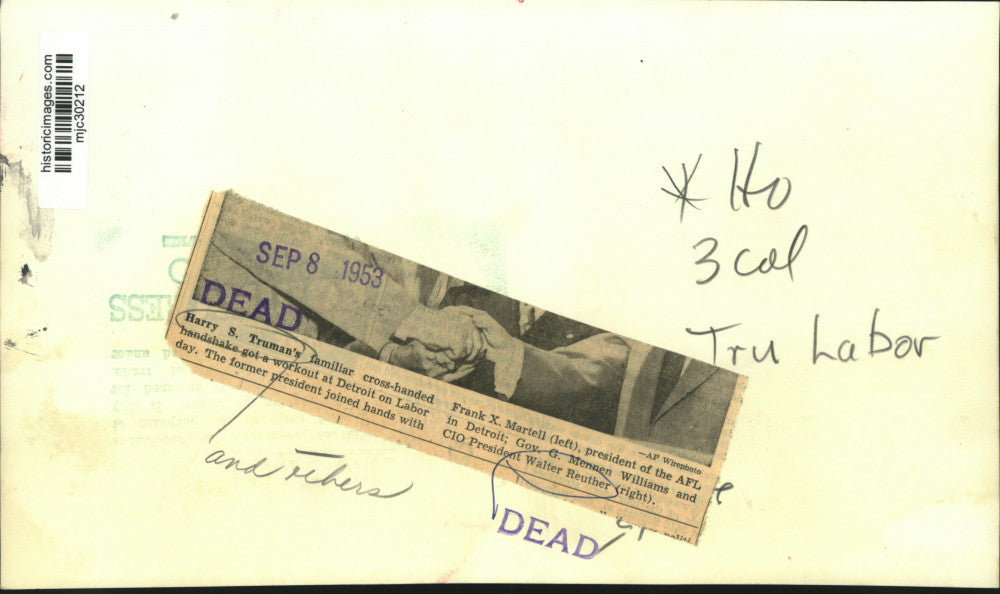 historicimages.com
mjc30212
* Ho
3 col
Tru Labor
SEP 8 1953
DEAD
—AP Wirephoto
Harry S. Truman's familiar cross-handed
handshake got a workout at Detroit on Labor
day. The former president joined hands with
Frank X. Martell (left), president of the AFL
in Detroit; Gov. G. Mennen Williams and
CIO President Walter Reuther (right).
and others
DEAD